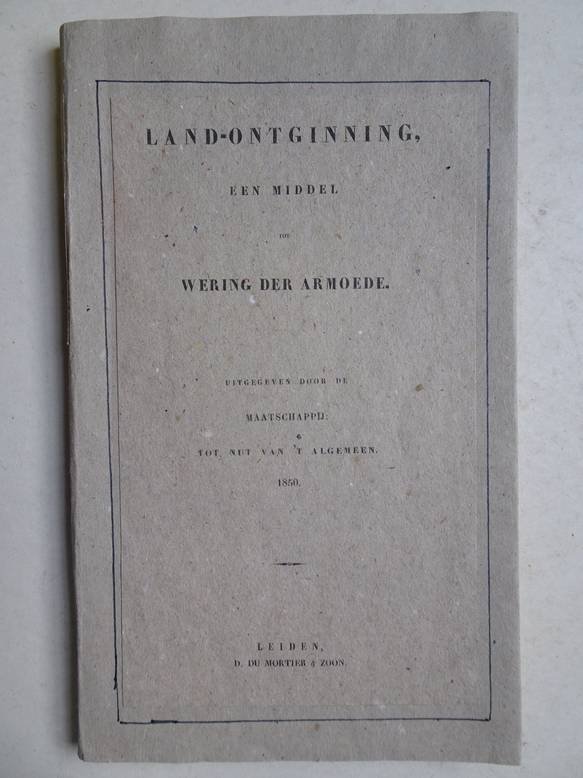 LAND-ONTGINNING,
EEN MIDDEL
TOT
WERING DER ARMOEDE.
UITGEGEVEN DOOR DE
MAATSCHAPPIJ:
TOT NUT VAN 'T ALGEMEEN.
1850.
LEIDEN,
D. DU MORTIER & ZOON.